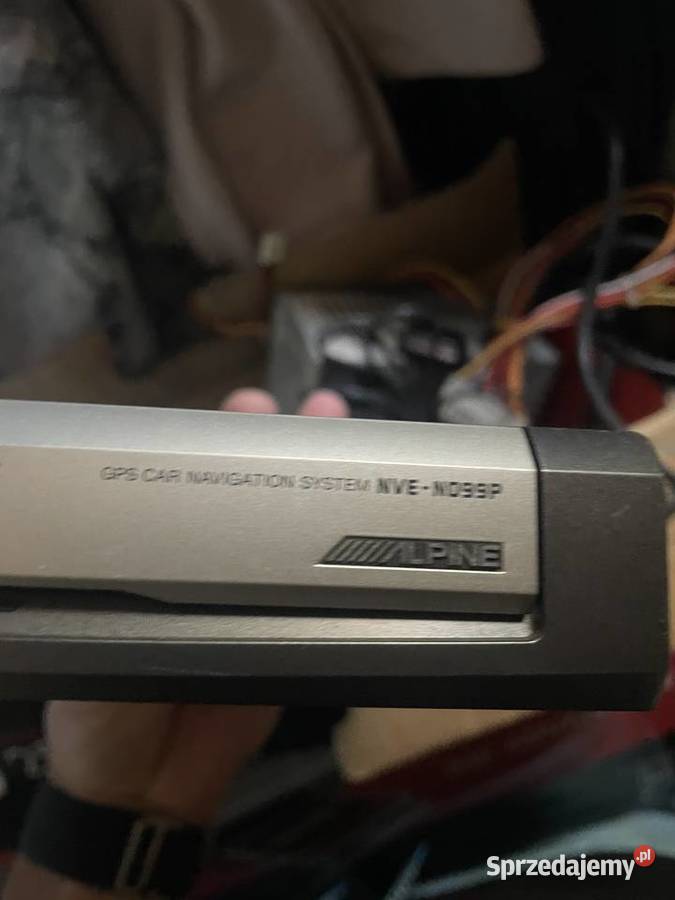 GPS CAR NAVIGATION SYSTEM NVE-N099P
ALPINE
Sprzedajemy.pl